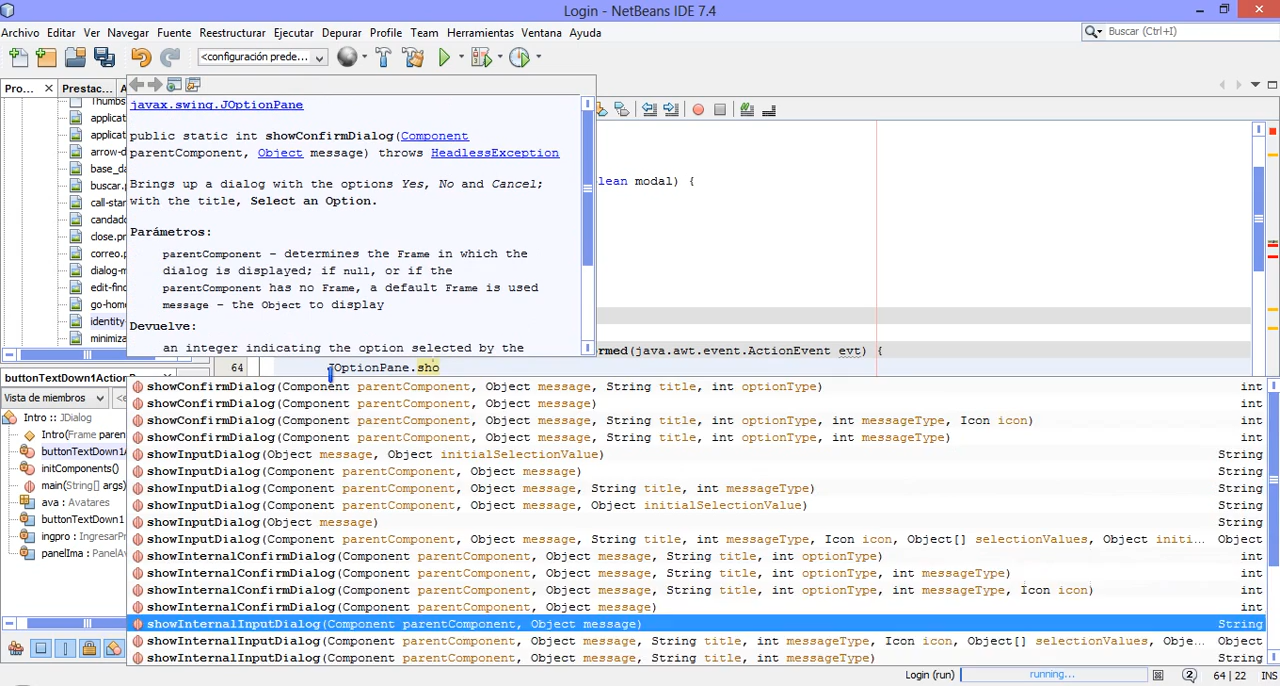 Login - NetBeans IDE 7.4
Archivo Editar Ver Navegar Fuente Reestructurar Ejecutar Depurar Profile Team Herramientas Ventana Ayuda
Buscar (Ctrl+I)
<configuración prede...
Pro... Prestac...
javax.swing.JOptionPane
public static int showConfirmDialog(Component
parentComponent, Object message) throws HeadlessException
Brings up a dialog with the options Yes, No and Cancel;
with the title, Select an Option.
Parámetros:
parentComponent - determines the Frame in which the
dialog is displayed; if null, or if the
parentComponent has no Frame, a default Frame is used
message - the Object to display
Devuelve:
an integer indicating the option selected by the
Thumbs
applicat
applicat
arrow-d
base_da
buscar.p
call-star
candado
close.pr
correo.p
dialog-m
edit-find
go-hom
identity
minimiza
lean modal) {
rmed(java.awt.event.ActionEvent evt) {
64 JOptionPane.sho
buttonTextDown1Action
Vista de miembros <e
Intro :: JDialog
Intro(Frame paren
buttonTextDown1A
initComponents()
main(String[] args)
ava : Avatares
buttonTextDown1
ingpro : IngresarPr
panelIma : PanelAv
showConfirmDialog(Component parentComponent, Object message, String title, int optionType) int
showConfirmDialog(Component parentComponent, Object message) int
showConfirmDialog(Component parentComponent, Object message, String title, int optionType, int messageType, Icon icon) int
showConfirmDialog(Component parentComponent, Object message, String title, int optionType, int messageType) int
showInputDialog(Object message, Object initialSelectionValue) String
showInputDialog(Component parentComponent, Object message) String
showInputDialog(Component parentComponent, Object message, String title, int messageType) String
showInputDialog(Component parentComponent, Object message, Object initialSelectionValue) String
showInputDialog(Object message) String
showInputDialog(Component parentComponent, Object message, String title, int messageType, Icon icon, Object[] selectionValues, Object initi... Object
showInternalConfirmDialog(Component parentComponent, Object message, String title, int optionType) int
showInternalConfirmDialog(Component parentComponent, Object message, String title, int optionType, int messageType) int
showInternalConfirmDialog(Component parentComponent, Object message, String title, int optionType, int messageType, Icon icon) int
showInternalConfirmDialog(Component parentComponent, Object message) int
showInternalInputDialog(Component parentComponent, Object message) String
showInternalInputDialog(Component parentComponent, Object message, String title, int messageType, Icon icon, Object[] selectionValues, Obje... Object
showInternalInputDialog(Component parentComponent, Object message, String title, int messageType) String
Login (run) running... 2 64 | 22 INS